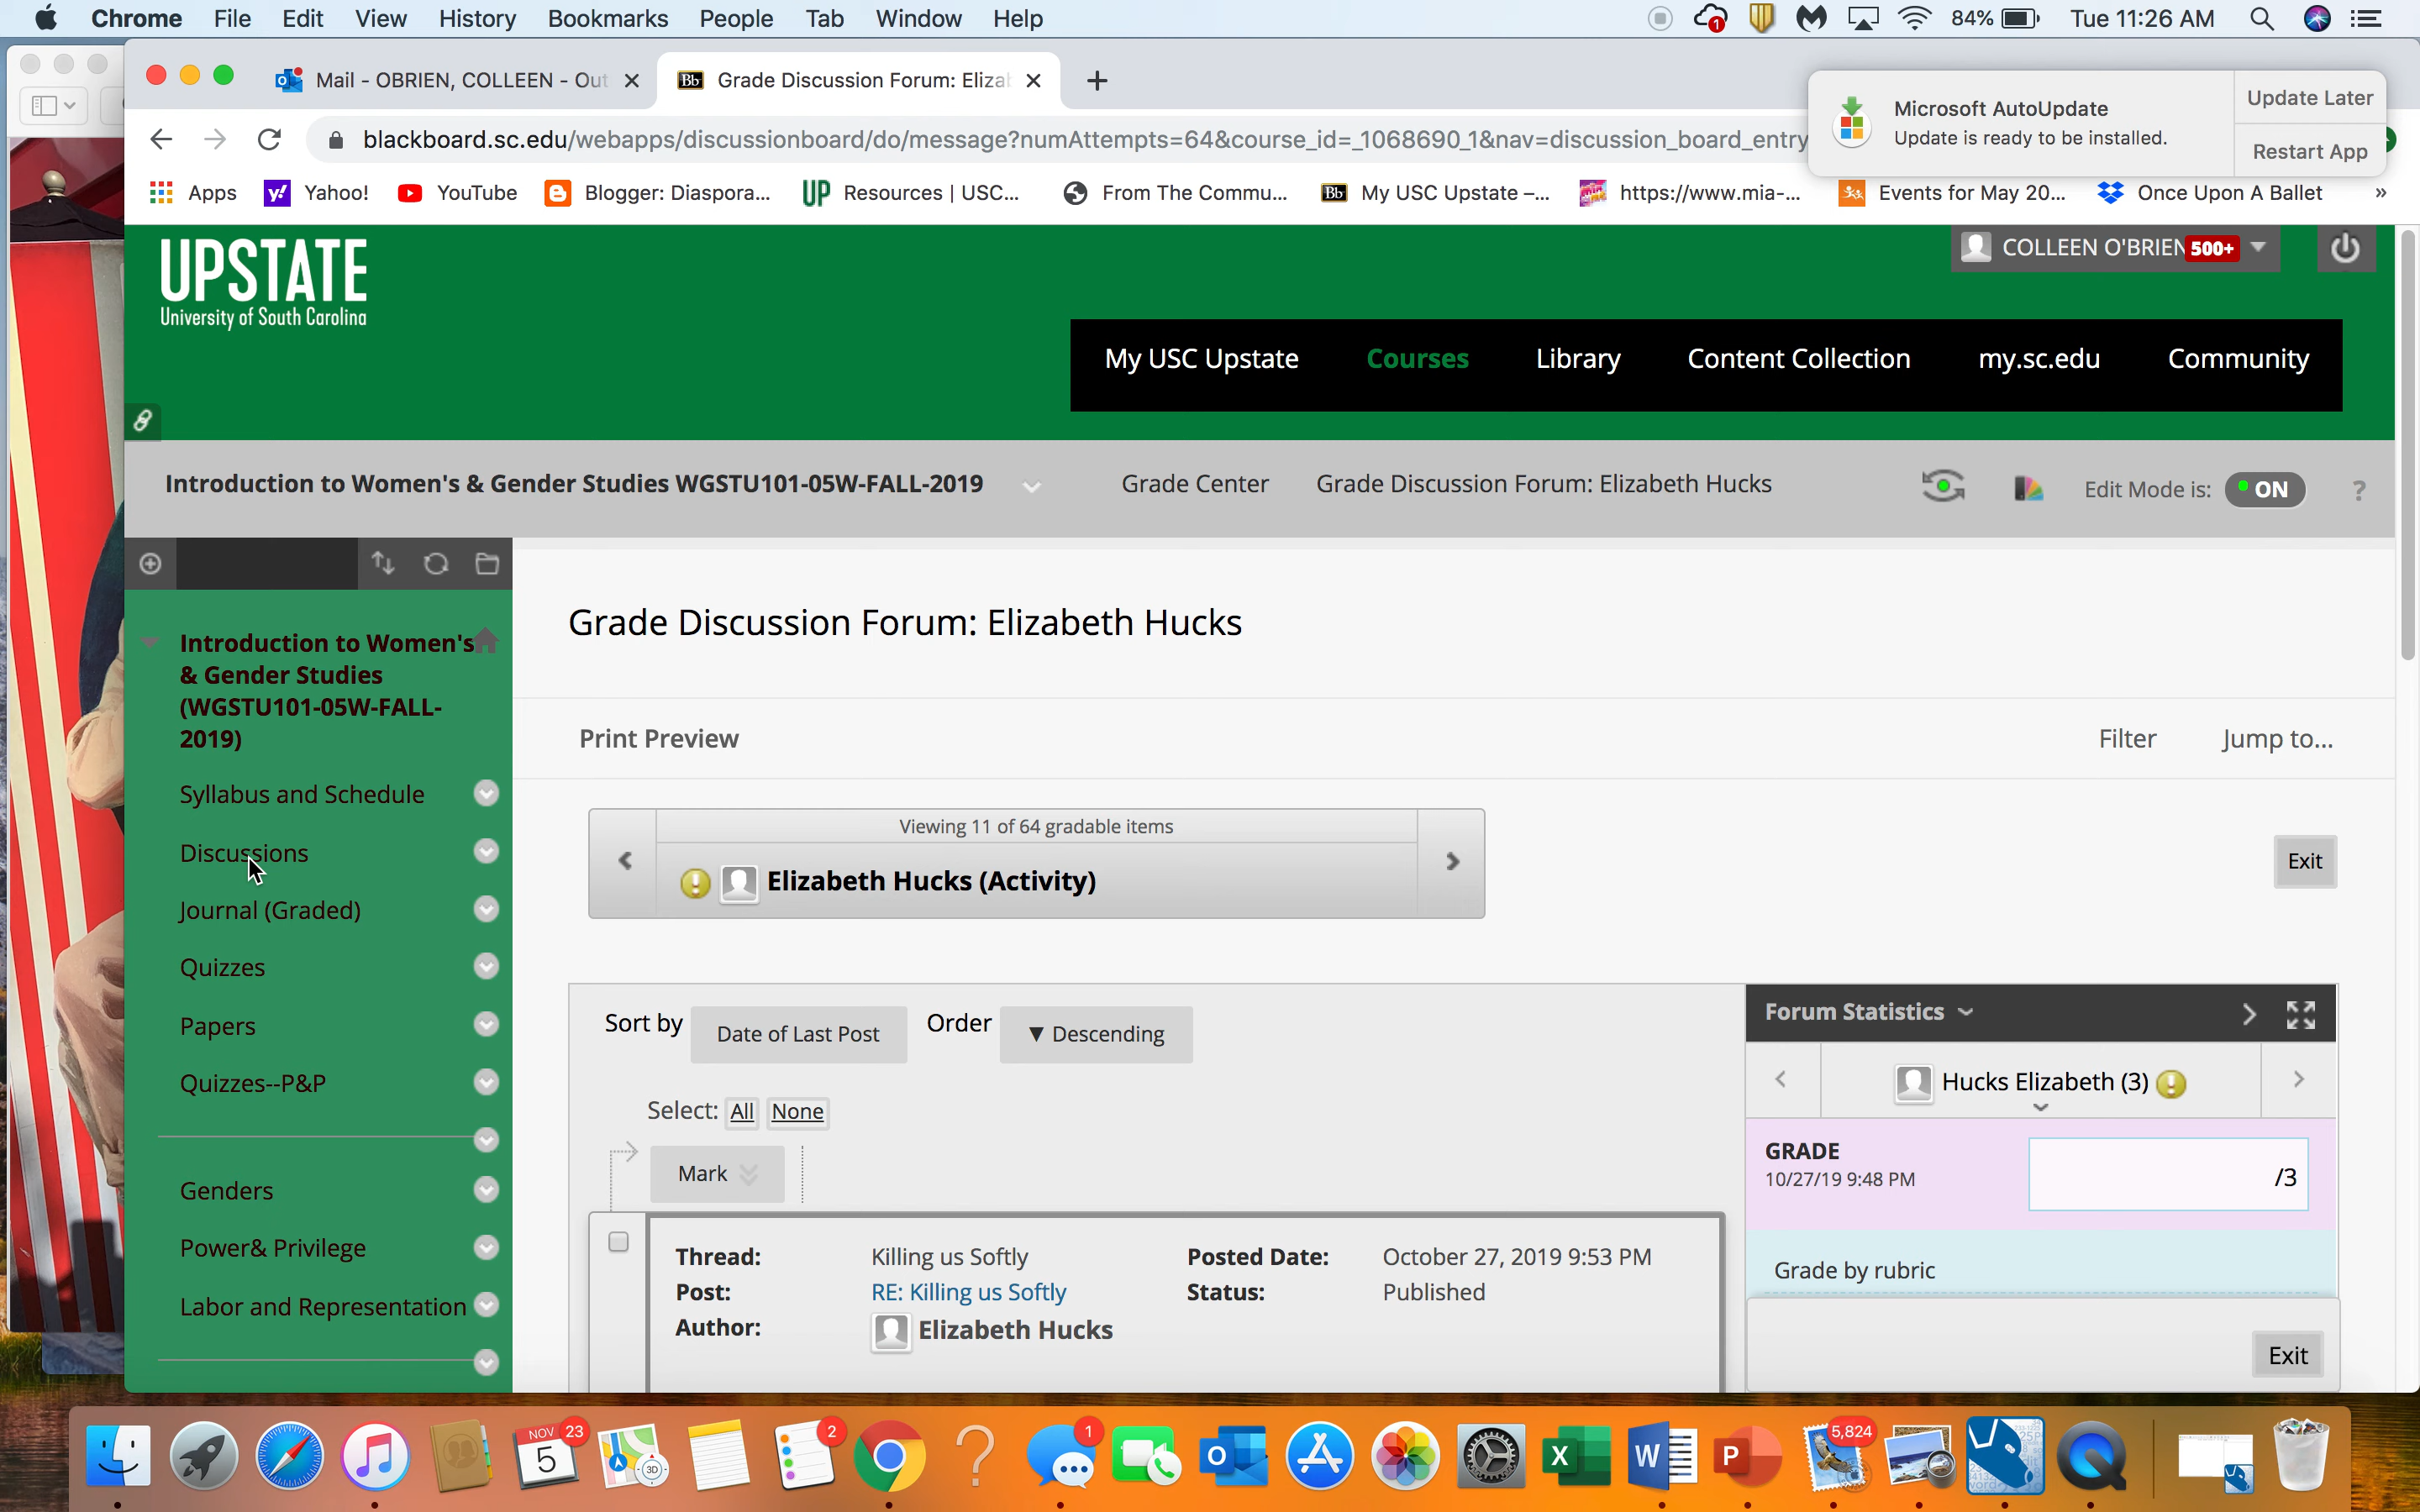 Chrome File Edit View History Bookmarks People Tab Window Help
1 84% Tue 11:26 AM
Mail - OBRIEN, COLLEEN - Out
Bb Grade Discussion Forum: Elizab
blackboard.sc.edu/webapps/discussionboard/do/message?numAttempts=64&course_id=_1068690_1&nav=discussion_board_entry
Microsoft AutoUpdate
Update is ready to be installed.
Update Later
Restart App
Apps Yahoo! YouTube Blogger: Diaspora... UP Resources | USC... From The Commu... Bb My USC Upstate –... https://www.mia-... Events for May 20... Once Upon A Ballet »
UPSTATE
University of South Carolina
COLLEEN O'BRIEN 500+
My USC Upstate Courses Library Content Collection my.sc.edu Community
Introduction to Women's & Gender Studies WGSTU101-05W-FALL-2019 Grade Center Grade Discussion Forum: Elizabeth Hucks Edit Mode is: ON ?
Introduction to Women's
& Gender Studies
(WGSTU101-05W-FALL-
2019)
Syllabus and Schedule
Discussions
Journal (Graded)
Quizzes
Papers
Quizzes--P&P
Genders
Power& Privilege
Labor and Representation
Grade Discussion Forum: Elizabeth Hucks
Print Preview Filter Jump to...
Viewing 11 of 64 gradable items
Elizabeth Hucks (Activity)
Exit
Sort by Date of Last Post Order ▼ Descending
Select: All None
Mark
Thread: Killing us Softly Posted Date: October 27, 2019 9:53 PM
Post: RE: Killing us Softly Status: Published
Author: Elizabeth Hucks
Forum Statistics
Hucks Elizabeth (3)
GRADE
10/27/19 9:48 PM
/3
Grade by rubric
Exit
NOV 5 23 3D 2 1 O X W P 5,824